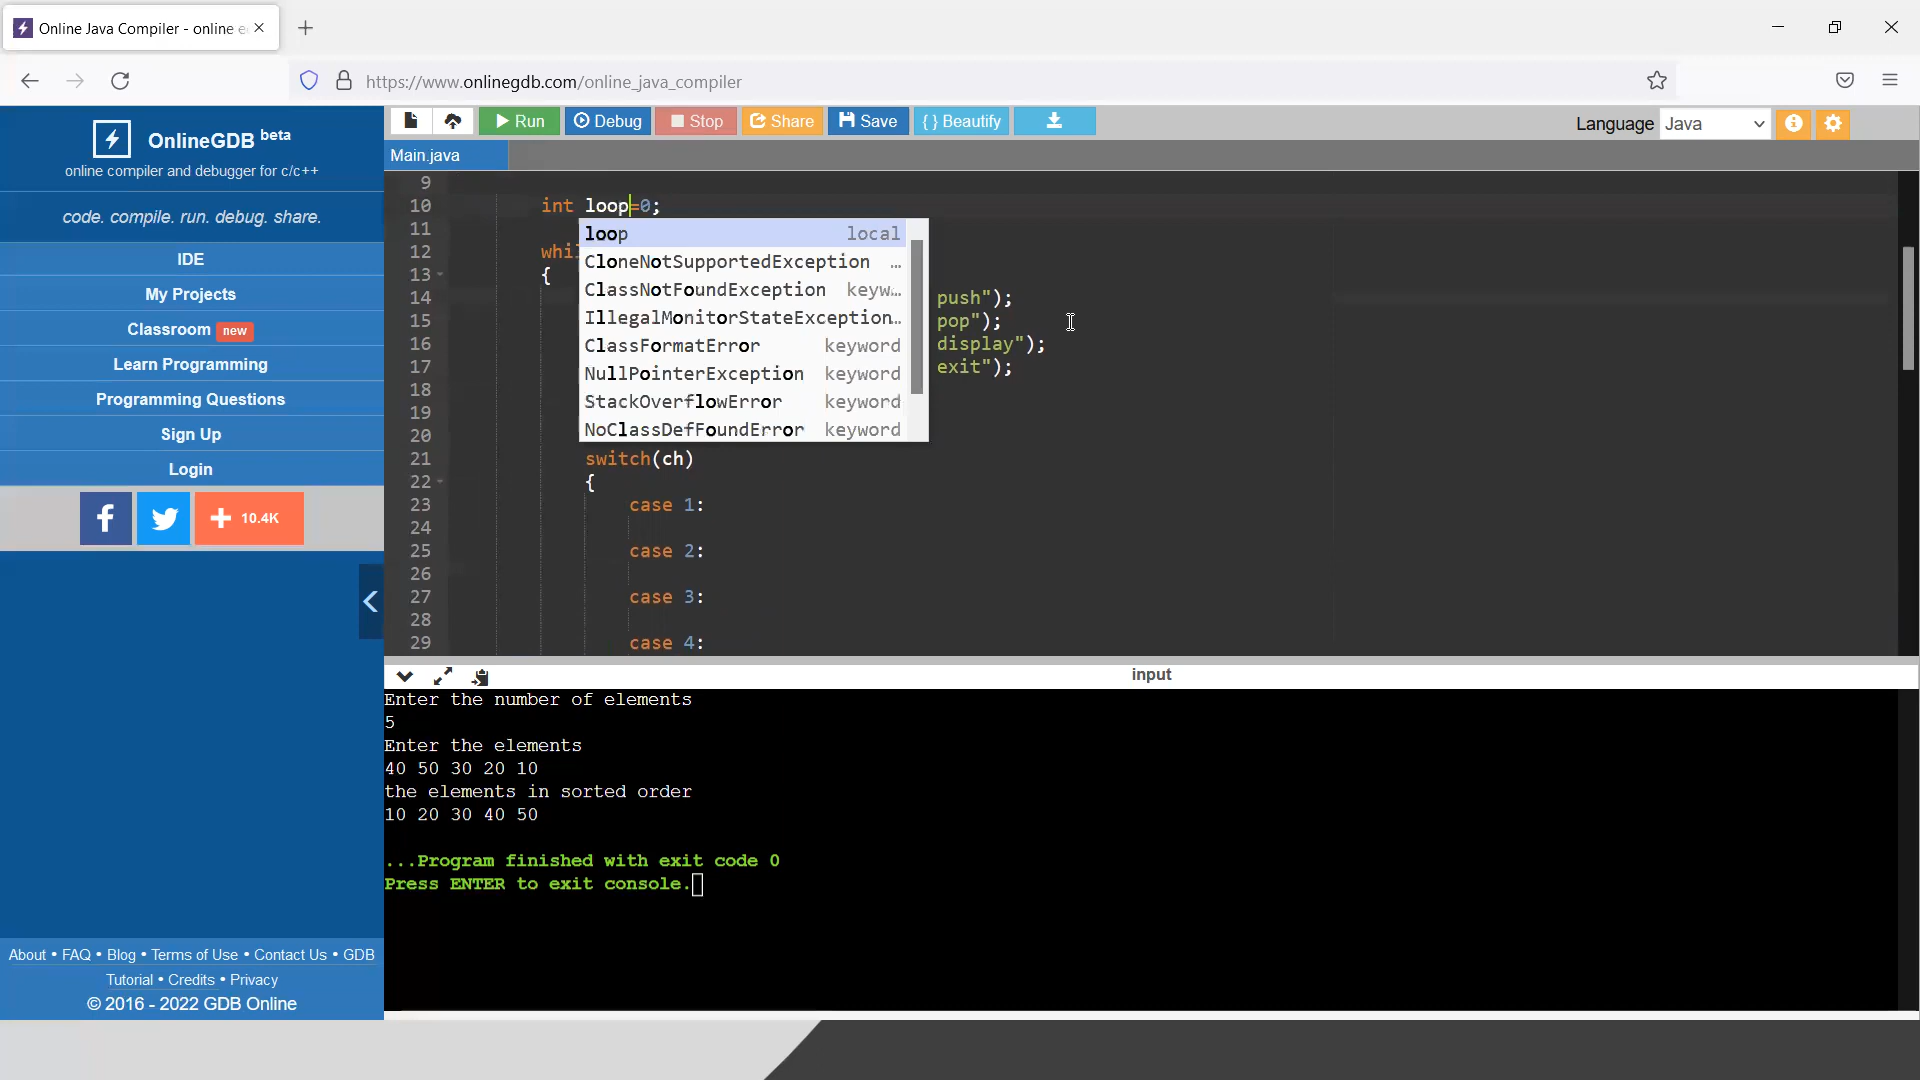 Online Java Compiler - online e
https://www.onlinegdb.com/online_java_compiler
OnlineGDB beta
online compiler and debugger for c/c++
code. compile. run. debug. share.
IDE
My Projects
Classroom new
Learn Programming
Programming Questions
Sign Up
Login
10.4K
About • FAQ • Blog • Terms of Use • Contact Us • GDB
Tutorial • Credits • Privacy
© 2016 - 2022 GDB Online
Run Debug Stop Share Save { } Beautify
Language Java
Main.java
9
10 int loop=0;
11
12 whi
13 {
14 push");
15 pop");
16 display");
17 exit");
18
19
20
21 switch(ch)
22 {
23 case 1:
24
25 case 2:
26
27 case 3:
28
29 case 4:
loop local
CloneNotSupportedException …
ClassNotFoundException keyw…
IllegalMonitorStateException…
ClassFormatError keyword
NullPointerException keyword
StackOverflowError keyword
NoClassDefFoundError keyword
input
Enter the number of elements
5
Enter the elements
40 50 30 20 10
the elements in sorted order
10 20 30 40 50
...Program finished with exit code 0
Press ENTER to exit console.